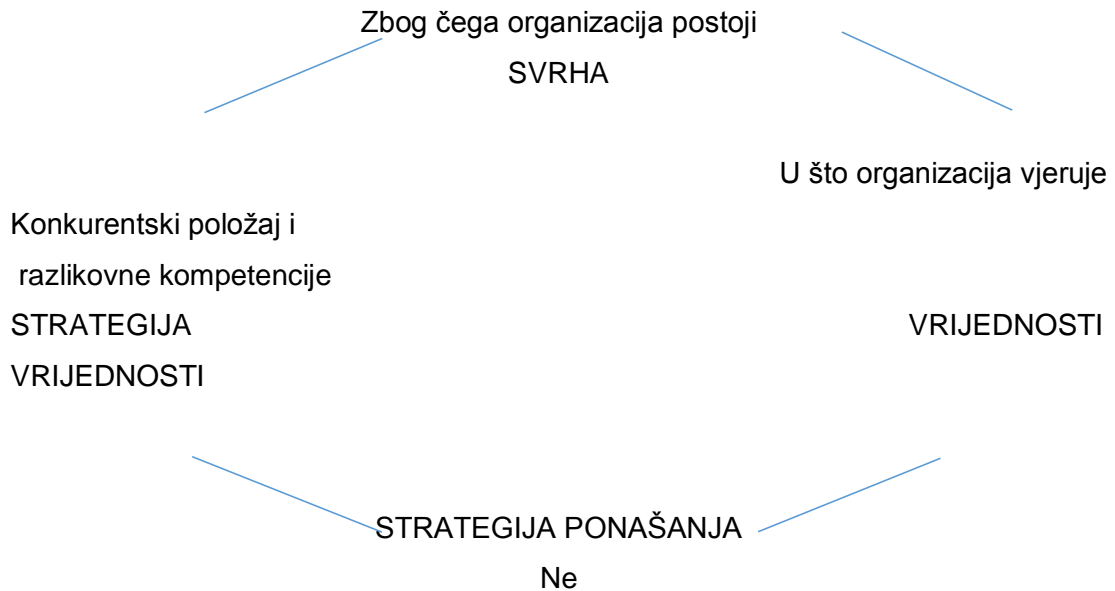 Zbog čega organizacija postoji
SVRHA
U što organizacija vjeruje
Konkurentski položaj i
razlikovne kompetencije
STRATEGIJA
VRIJEDNOSTI
VRIJEDNOSTI
STRATEGIJA PONAŠANJA
Ne